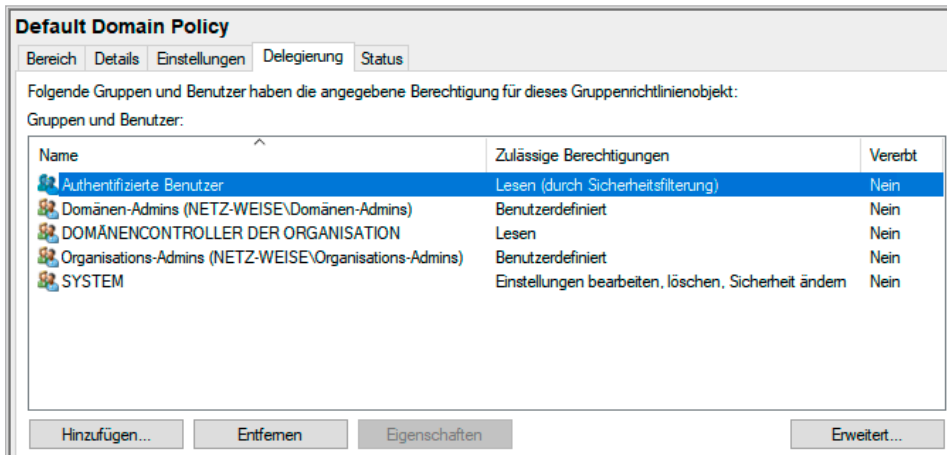 Default Domain Policy
Bereich Details Einstellungen Delegierung Status
Folgende Gruppen und Benutzer haben die angegebene Berechtigung für dieses Gruppenrichtlinienobjekt:
Gruppen und Benutzer:
Name Zulässige Berechtigungen Vererbt
Authentifizierte Benutzer Lesen (durch Sicherheitsfilterung) Nein
Domänen-Admins (NETZ-WEISE\Domänen-Admins) Benutzerdefiniert Nein
DOMÄNENCONTROLLER DER ORGANISATION Lesen Nein
Organisations-Admins (NETZ-WEISE\Organisations-Admins) Benutzerdefiniert Nein
SYSTEM Einstellungen bearbeiten, löschen, Sicherheit ändern Nein
Hinzufügen... Entfernen Eigenschaften Erweitert...